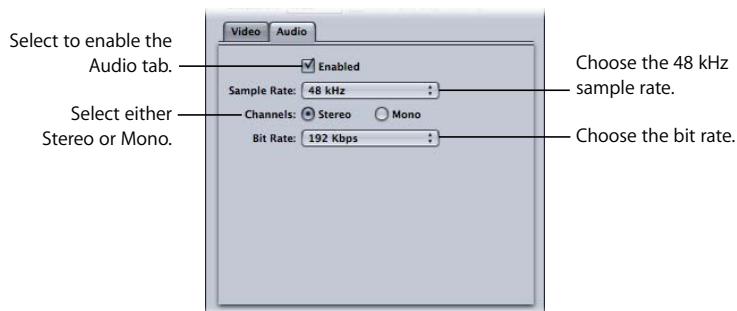 Video Audio
Select to enable the
Audio tab.
Enabled
Sample Rate: 48 kHz
Choose the 48 kHz
sample rate.
Select either
Stereo or Mono.
Channels: Stereo Mono
Bit Rate: 192 Kbps
Choose the bit rate.